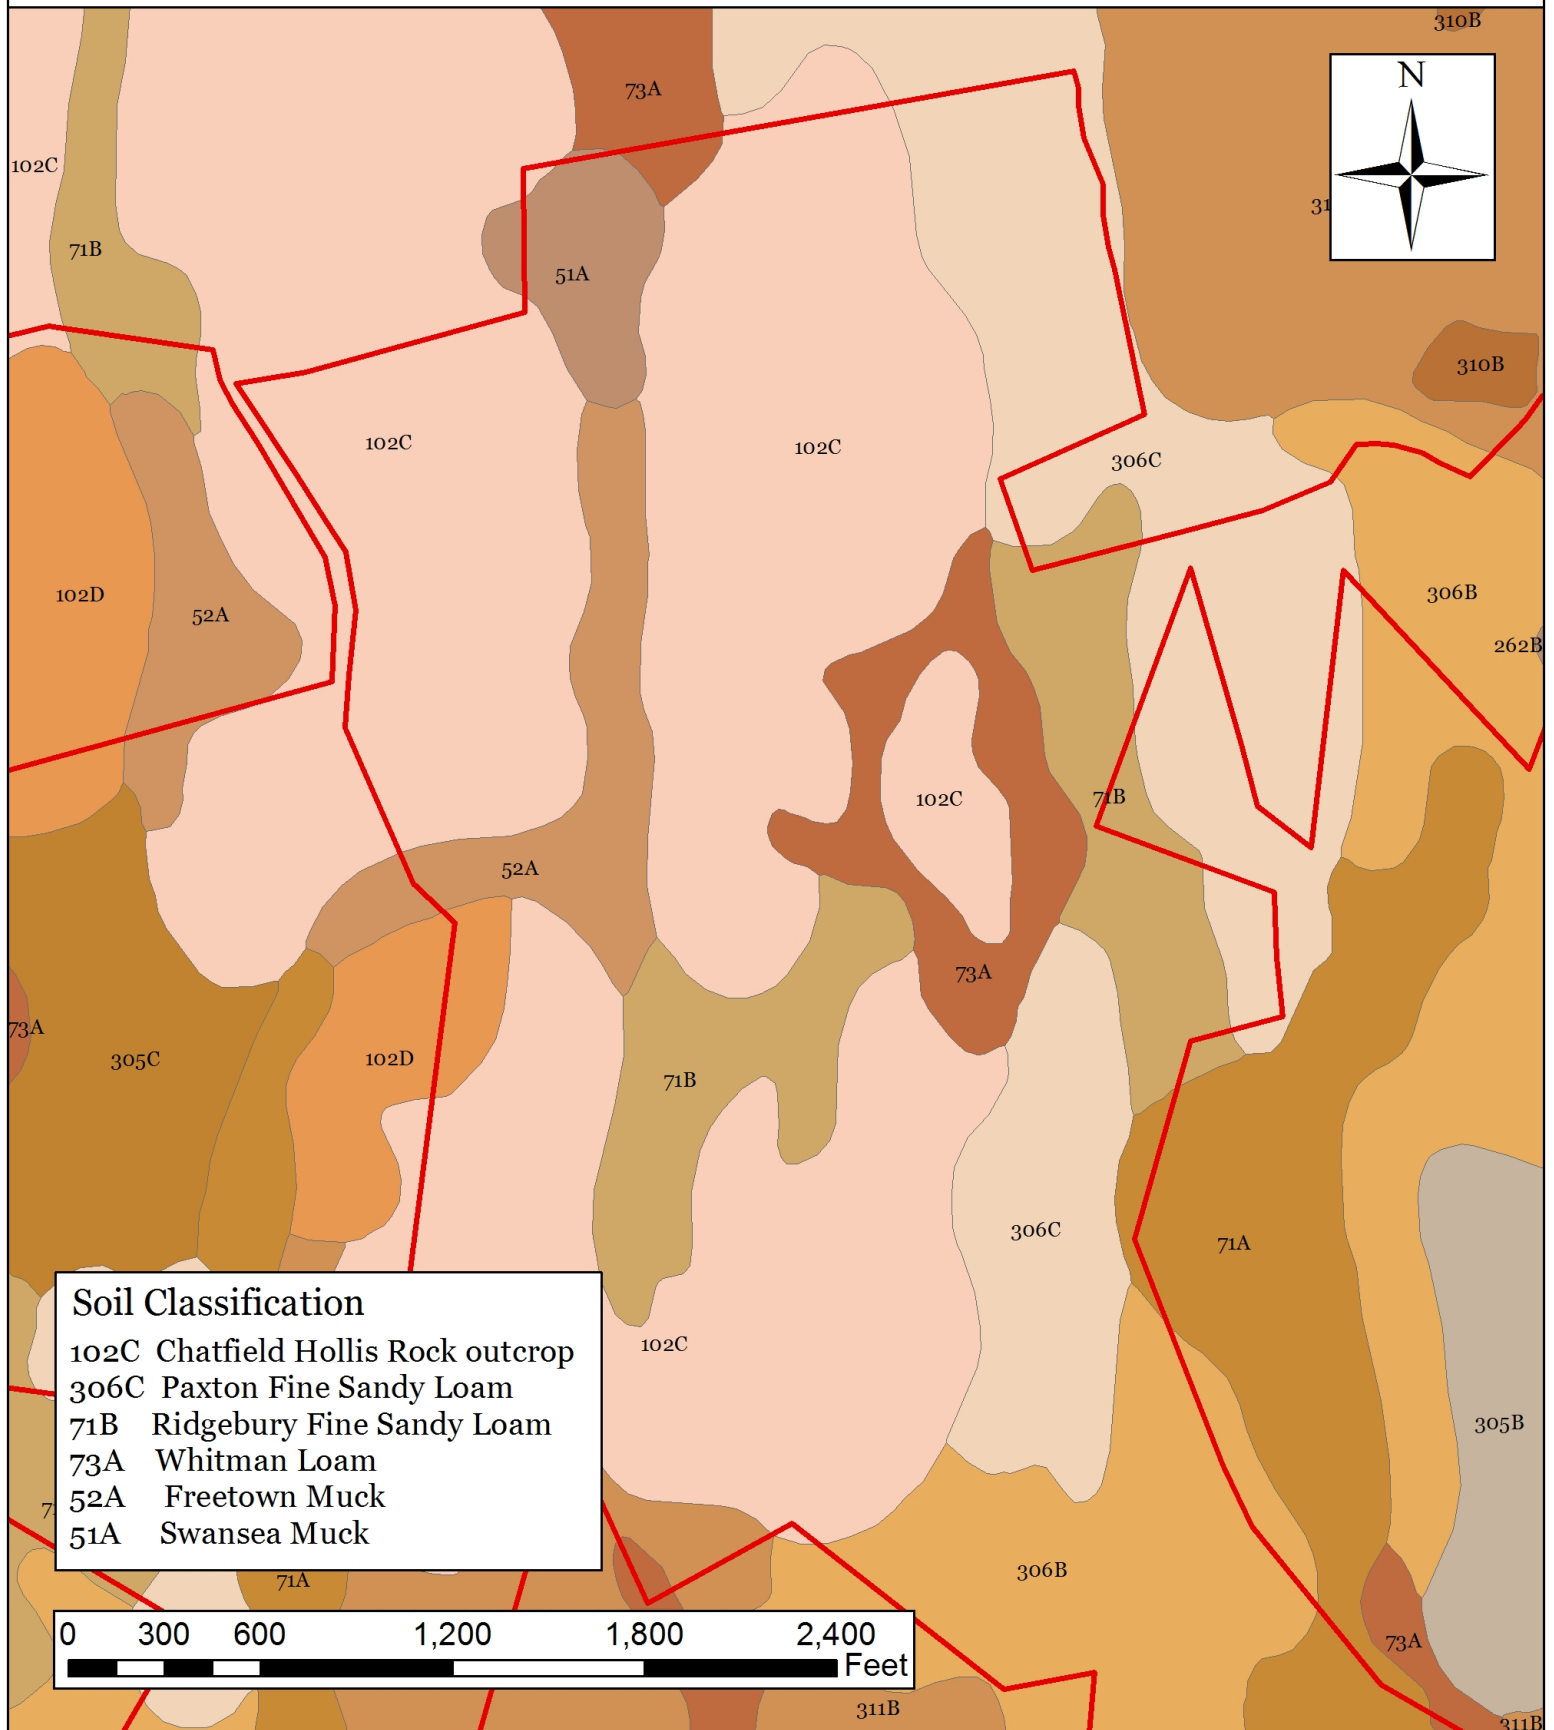 310B
N
73A
102C
31
71B
51A
310B
102C
102C
306C
102D
52A
306B
262B
102C
71B
52A
73A
73A
305C
102D
71B
306C
71A
102C
305B
Soil Classification
102C Chatfield Hollis Rock outcrop
306C Paxton Fine Sandy Loam
71B Ridgebury Fine Sandy Loam
73A Whitman Loam
52A Freetown Muck
51A Swansea Muck
71A
306B
73A
0 300 600 1,200 1,800 2,400
Feet
311B
311B